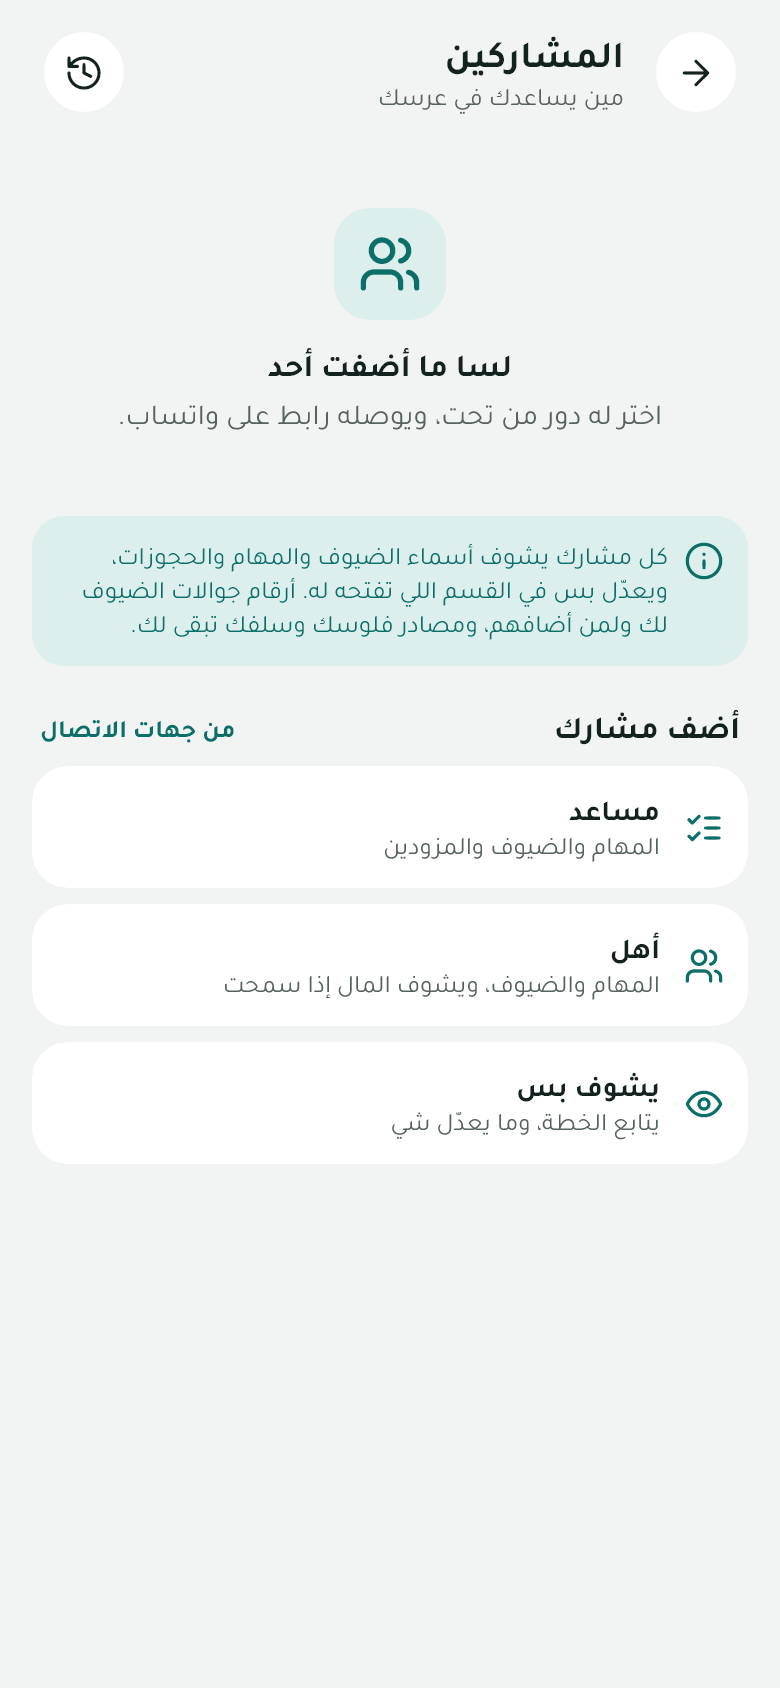 المشاركين
مين يساعدك في عرسك
لسا ما أضفت أحد
اختر له دور من تحت، ويوصله رابط على واتساب.
كل مشارك يشوف أسماء الضيوف والمهام والحجوزات،
ويعدّل بس في القسم اللي تفتحه له. أرقام جوالات الضيوف
لك ولمن أضافهم، ومصادر فلوسك وسلفك تبقى لك.
أضف مشارك
من جهات الاتصال
مساعد
المهام والضيوف والمزودين
أهل
المهام والضيوف، ويشوف المال إذا سمحت
يشوف بس
يتابع الخطة، وما يعدّل شي